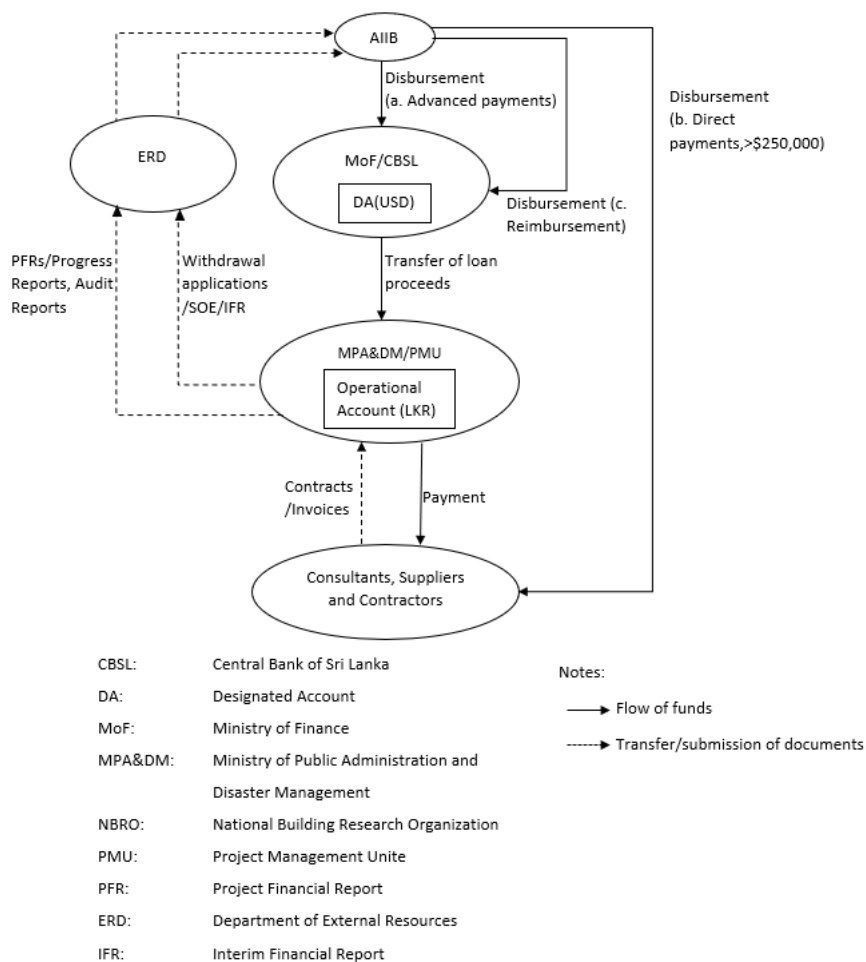 AIIB
Disbursement
(a. Advanced payments)
Disbursement
(b. Direct
payments,>$250,000)
ERD
MoF/CBSL
DA(USD)
Disbursement (c.
Reimbursement)
PFRs/Progress
Reports, Audit
Reports
Withdrawal
applications
/SOE/IFR
Transfer of loan
proceeds
MPA&DM/PMU
Operational
Account (LKR)
Contracts
/Invoices
Payment
Consultants, Suppliers
and Contractors
CBSL: Central Bank of Sri Lanka
DA: Designated Account
MoF: Ministry of Finance
MPA&DM: Ministry of Public Administration and
Disaster Management
NBRO: National Building Research Organization
PMU: Project Management Unite
PFR: Project Financial Report
ERD: Department of External Resources
IFR: Interim Financial Report
Notes:
Flow of funds
Transfer/submission of documents